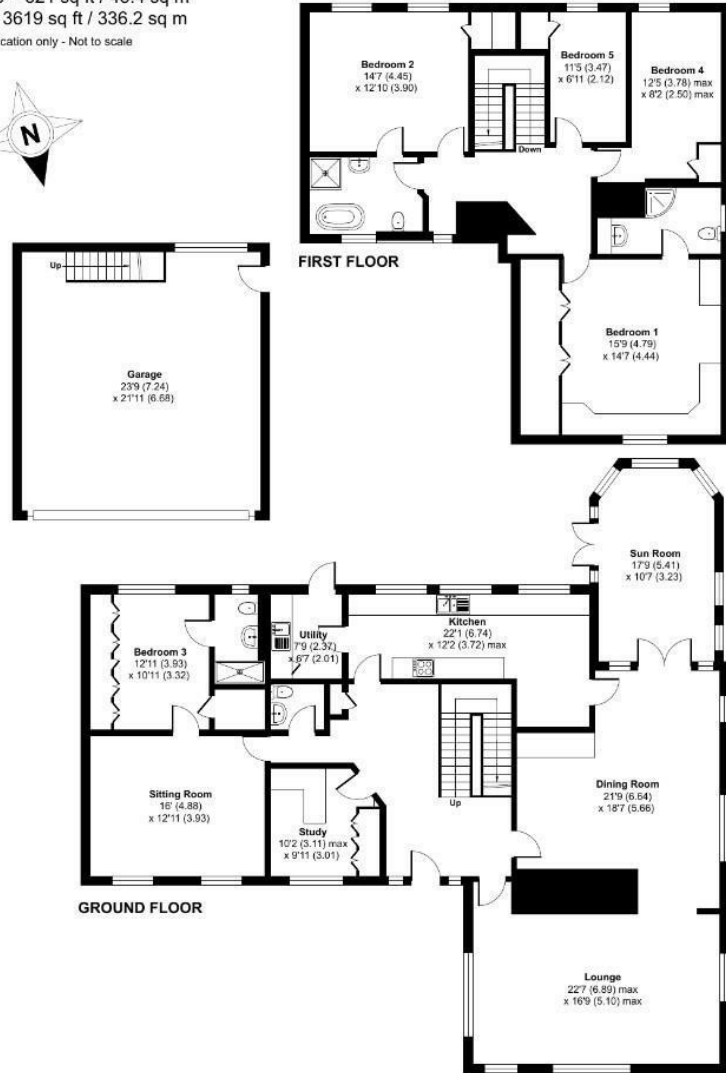 3619 sq ft / 336.2 sq m
cation only - Not to scale
N
Bedroom 2
14'7 (4.45)
x 12'10 (3.90)
Bedroom 5
11'5 (3.47)
x 6'11 (2.12)
Bedroom 4
12'5 (3.78) max
x 8'2 (2.50) max
Down
FIRST FLOOR
Bedroom 1
15'9 (4.79)
x 14'7 (4.44)
Up
Garage
23'9 (7.24)
x 21'11 (6.68)
Sun Room
17'9 (5.41)
x 10'7 (3.23)
Utility
7'9 (2.37)
x 6'7 (2.01)
Kitchen
22'1 (6.74)
x 12'2 (3.72) max
Bedroom 3
12'11 (3.93)
x 10'11 (3.32)
Sitting Room
16' (4.88)
x 12'11 (3.93)
Study
10'2 (3.11) max
x 9'11 (3.01)
Up
Dining Room
21'9 (6.64)
x 18'7 (5.66)
GROUND FLOOR
Lounge
22'7 (6.89) max
x 16'9 (5.10) max